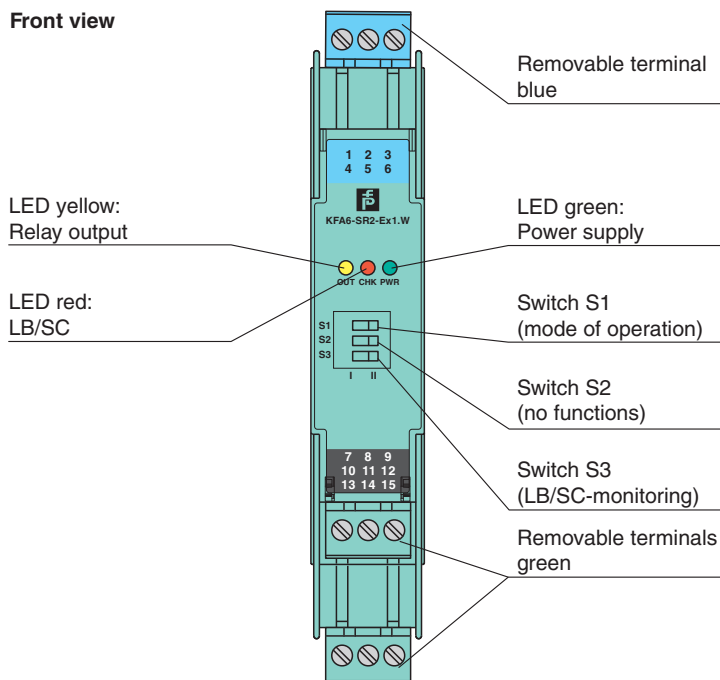 Front view
Removable terminal
blue
1 2 3
4 5 6
KFA6-SR2-Ex1.W
LED yellow:
Relay output
LED green:
Power supply
OUT CHK PWR
LED red:
LB/SC
Switch S1
(mode of operation)
S1
S2
S3
I II
Switch S2
(no functions)
Switch S3
(LB/SC-monitoring)
7 8 9
10 11 12
13 14 15
Removable terminals
green